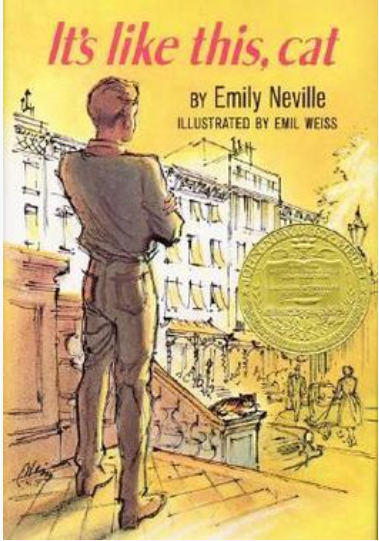 It's like this, cat
BY Emily Neville
ILLUSTRATED BY EMIL WEISS